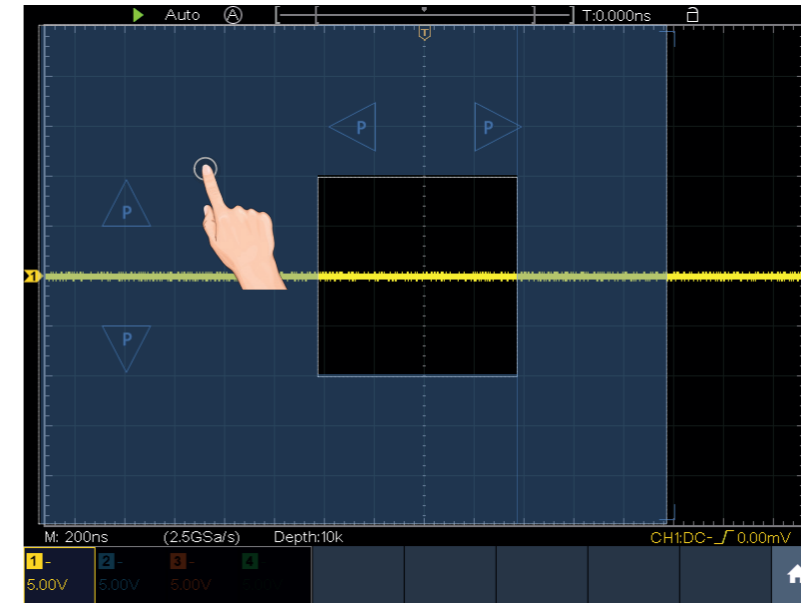 Auto A T:0.000ns
T
P P
P
1
P
M: 200ns (2.5GSa/s) Depth:10k CH1:DC- 0.00mV
1 - 2 - 3 - 4
5.00V 5.00V 5.00V